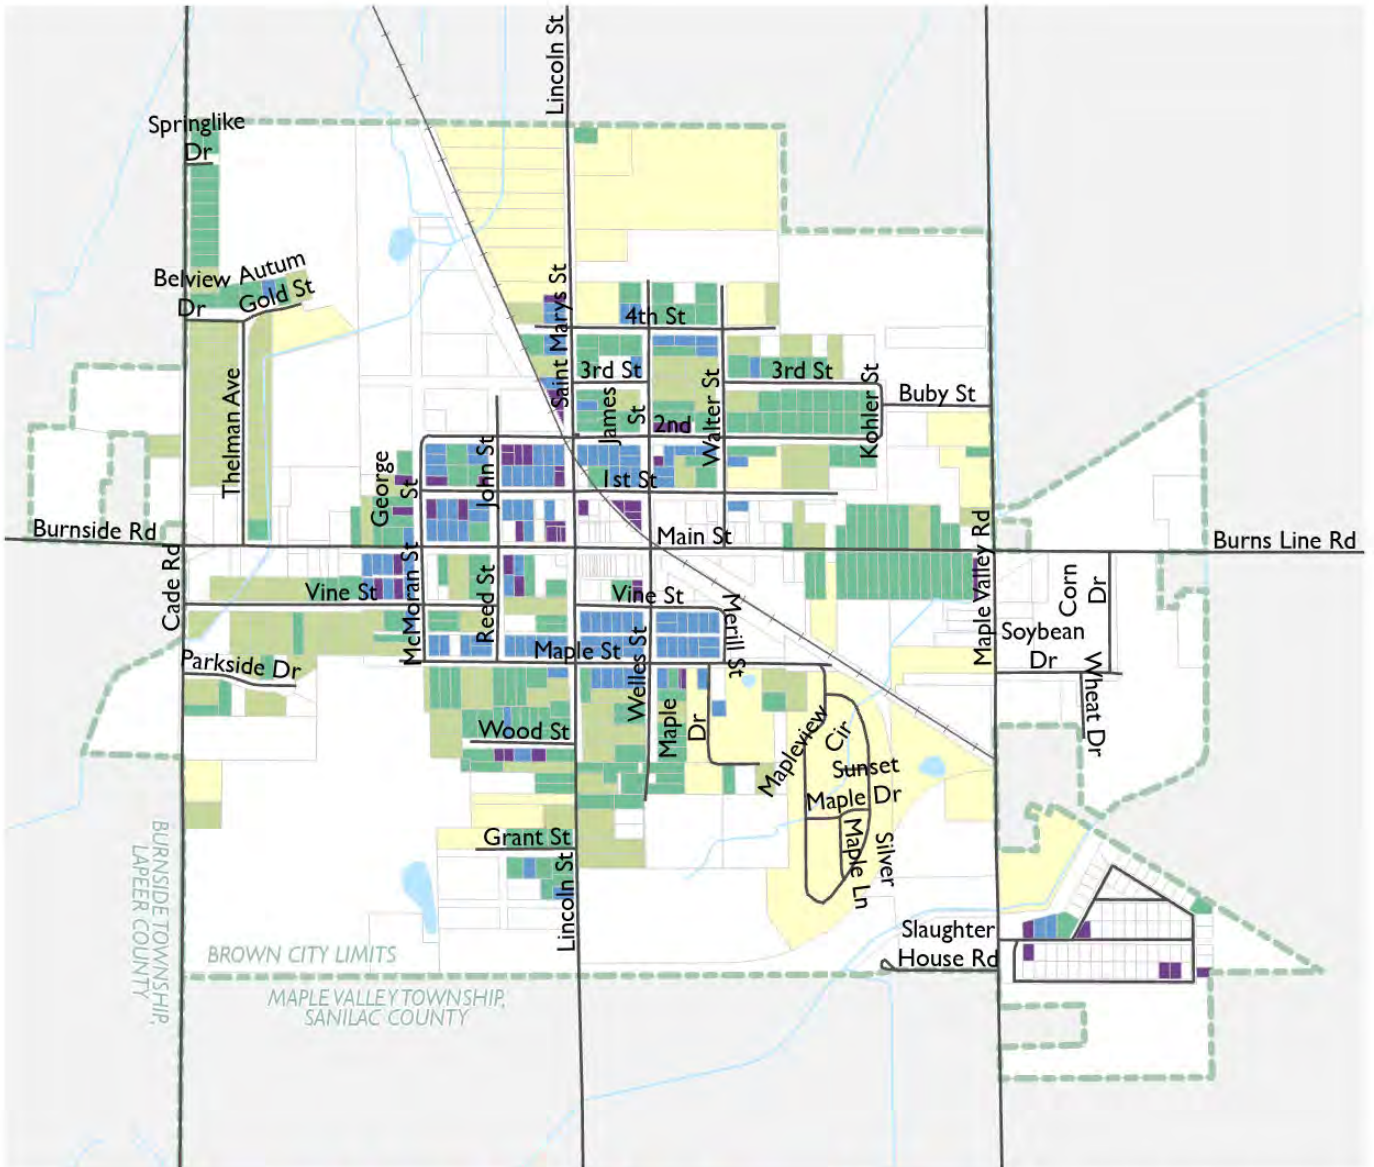 Lincoln St
Springlike
Dr
Belview
Dr
Autum
Gold St
Saint Marys St
4th St
3rd St
3rd St
Thelman Ave
James
St
2nd
Walter St
Kohler St
Buby St
George
St
John St
1st St
Burnside Rd
Main St
Maple Valley Rd
Burns Line Rd
Cade Rd
Vine St
McMoran St
Reed St
Vine St
Merill St
Corn
Dr
Soybean
Dr
Wheat Dr
Parkside Dr
Maple St
Welles St
Wood St
Maple
Dr
Mapleview
Cir
Sunset
Dr
Maple
Maple Ln
Silver
Grant St
Lincoln St
Slaughter
House Rd
BURNSIDE TOWNSHIP,
LAPEER COUNTY
BROWN CITY LIMITS
MAPLE VALLEY TOWNSHIP,
SANILAC COUNTY